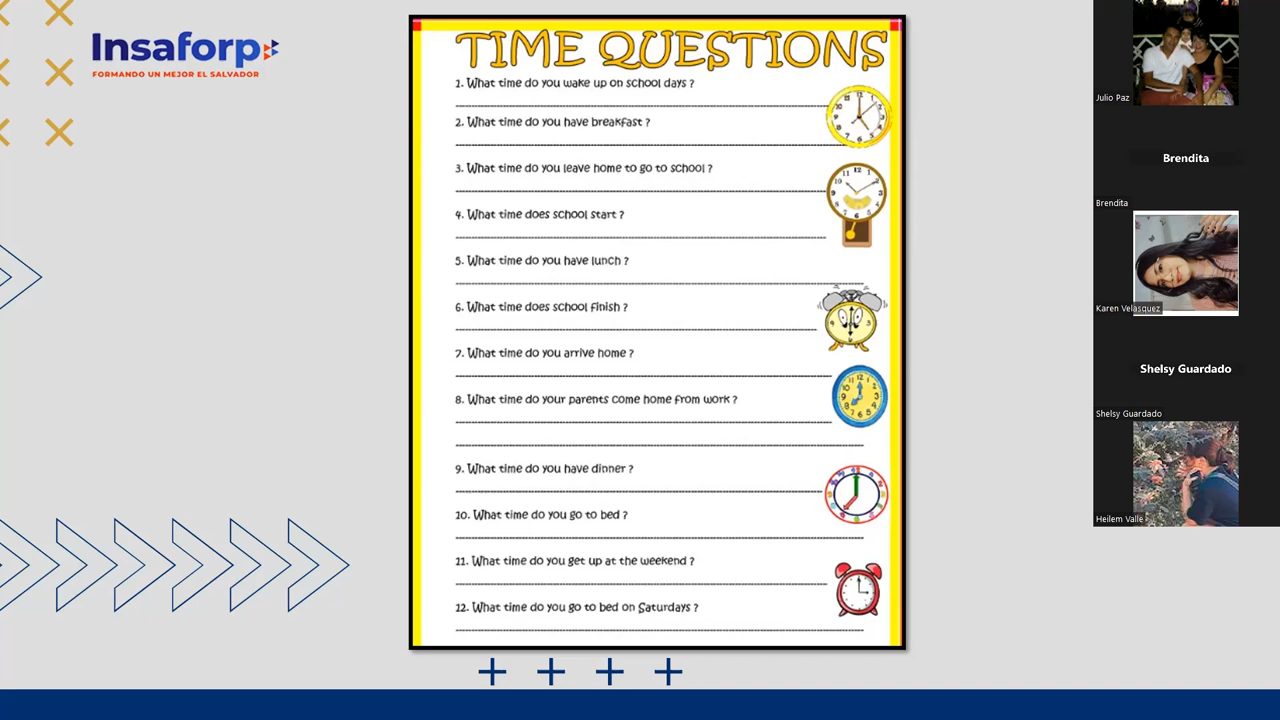 Insaforp
FORMANDO UN MEJOR EL SALVADOR
TIME QUESTIONS
1. What time do you wake up on school days ?
2. What time do you have breakfast ?
3. What time do you leave home to go to school ?
4. What time does school start ?
5. What time do you have lunch ?
6. What time does school finish ?
7. What time do you arrive home ?
8. What time do your parents come home from work ?
9. What time do you have dinner ?
10. What time do you go to bed ?
11. What time do you get up at the weekend ?
12. What time do you go to bed on Saturdays ?
Julio Paz
Brendita
Brendita
Karen Velasquez
Shelsy Guardado
Shelsy Guardado
Heilem Valle